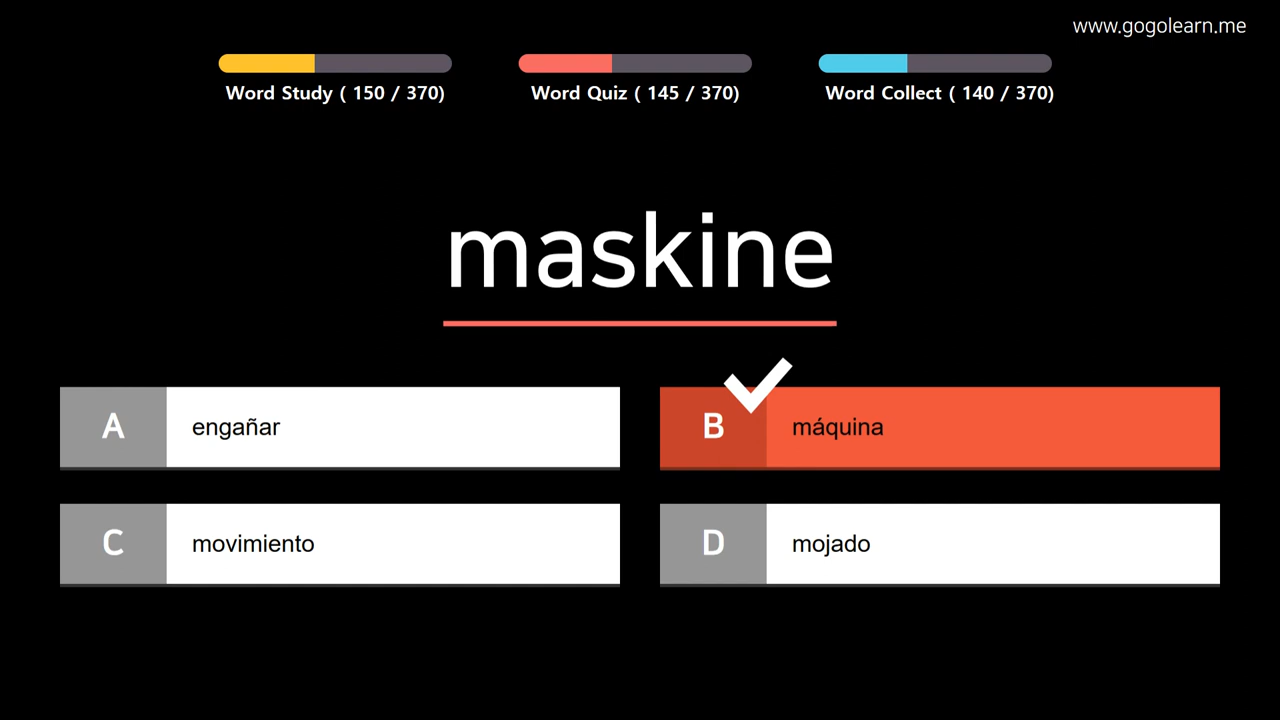 www.gogolearn.me
Word Study ( 150 / 370)
Word Quiz ( 145 / 370)
Word Collect ( 140 / 370)
maskine
A engañar
B máquina
C movimiento
D mojado